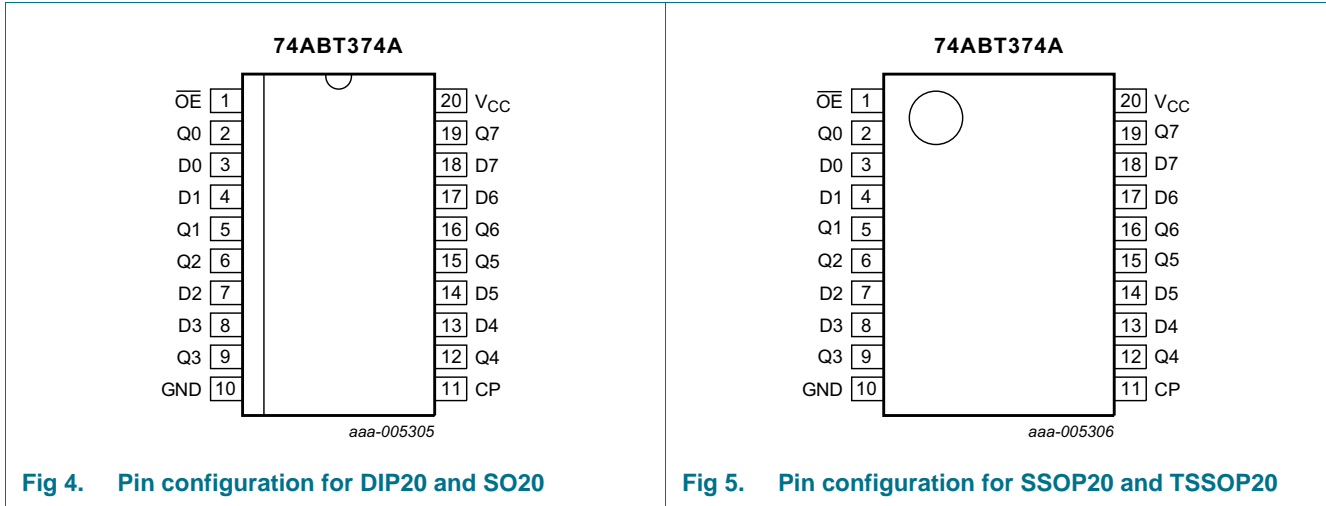 74ABT374A
OE 1 20 VCC
Q0 2 19 Q7
D0 3 18 D7
D1 4 17 D6
Q1 5 16 Q6
Q2 6 15 Q5
D2 7 14 D5
D3 8 13 D4
Q3 9 12 Q4
GND 10 11 CP
aaa-005305
Fig 4. Pin configuration for DIP20 and SO20
74ABT374A
OE 1 20 VCC
Q0 2 19 Q7
D0 3 18 D7
D1 4 17 D6
Q1 5 16 Q6
Q2 6 15 Q5
D2 7 14 D5
D3 8 13 D4
Q3 9 12 Q4
GND 10 11 CP
aaa-005306
Fig 5. Pin configuration for SSOP20 and TSSOP20